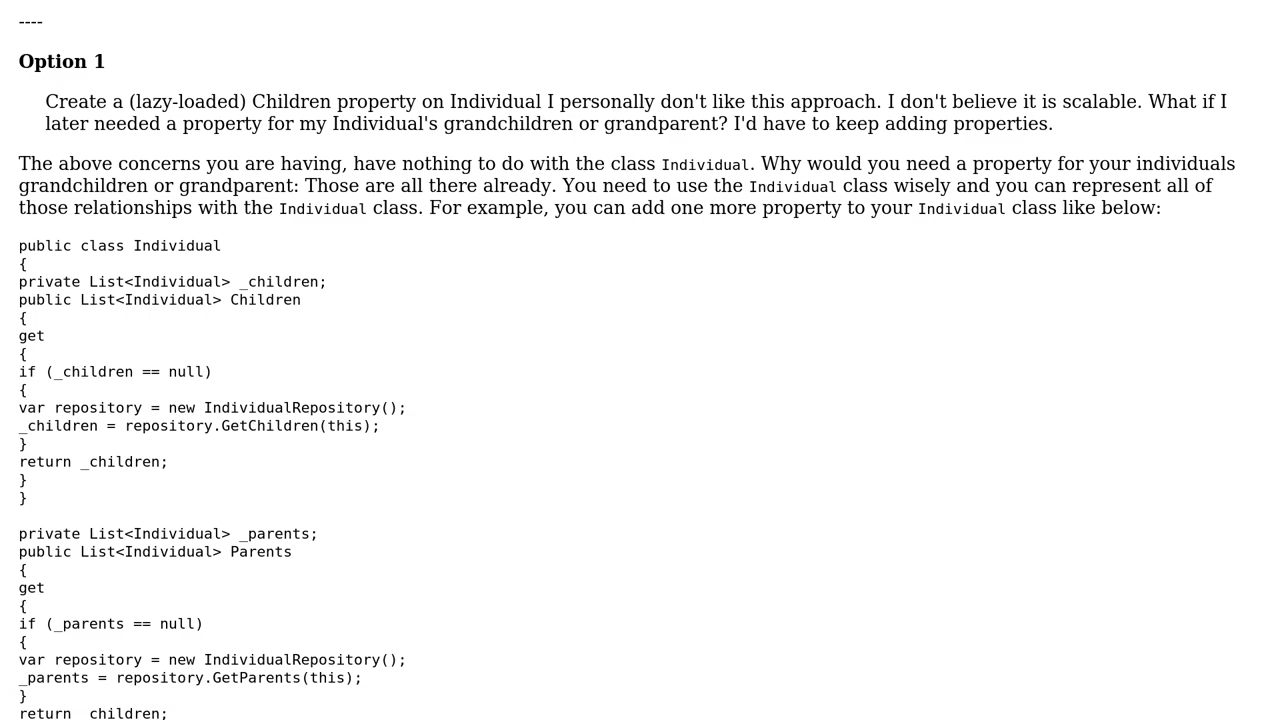 ----
Option 1
Create a (lazy-loaded) Children property on Individual I personally don't like this approach. I don't believe it is scalable. What if I
later needed a property for my Individual's grandchildren or grandparent? I'd have to keep adding properties.
The above concerns you are having, have nothing to do with the class Individual. Why would you need a property for your individuals
grandchildren or grandparent: Those are all there already. You need to use the Individual class wisely and you can represent all of
those relationships with the Individual class. For example, you can add one more property to your Individual class like below:
public class Individual
{
private List<Individual> _children;
public List<Individual> Children
{
get
{
if (_children == null)
{
var repository = new IndividualRepository();
_children = repository.GetChildren(this);
}
return _children;
}
}
private List<Individual> _parents;
public List<Individual> Parents
{
get
{
if (_parents == null)
{
var repository = new IndividualRepository();
_parents = repository.GetParents(this);
}
return _children;